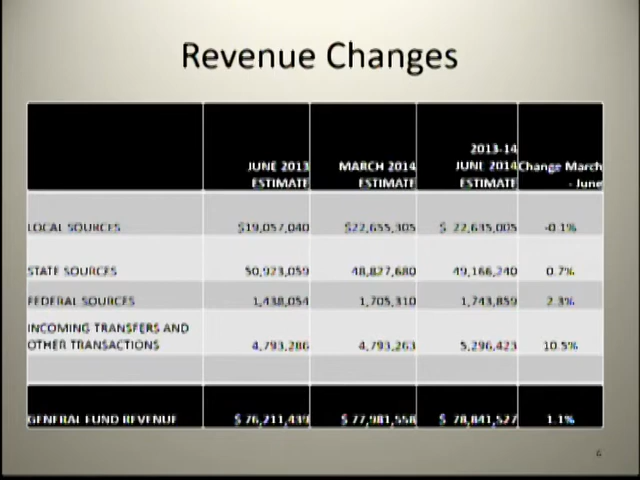 Revenue Changes
2013-14
JUNE 2013 MARCH 2014 JUNE 2014 Change March
ESTIMATE ESTIMATE ESTIMATE - June
LOCAL SOURCES $19,057,040 $22,655,305 $ 22,635,005 -0.1%
STATE SOURCES 50,923,059 48,827,680 49,166,240 0.7%
FEDERAL SOURCES 1,438,054 1,705,310 1,743,859 2.3%
INCOMING TRANSFERS AND
OTHER TRANSACTIONS 4,793,286 4,793,263 5,296,423 10.5%
GENERAL FUND REVENUE $ 76,211,439 $ 77,981,558 $ 78,841,527 1.1%
6